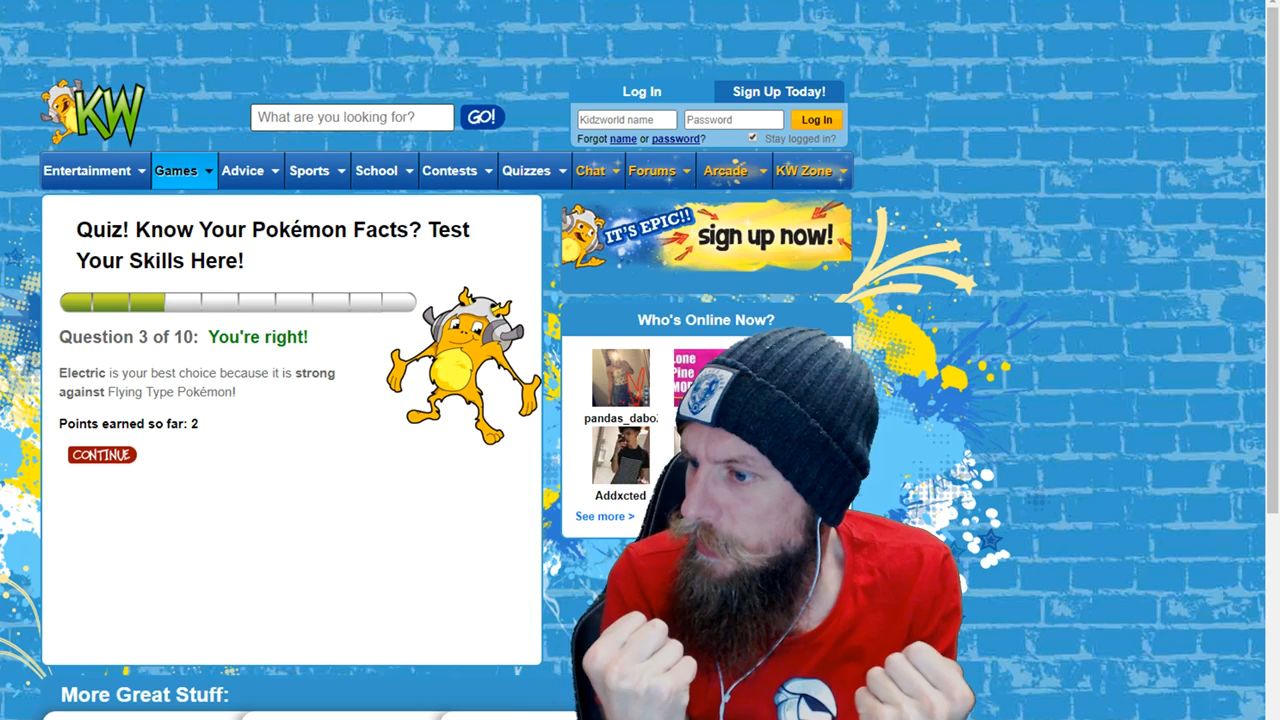 KW
What are you looking for?
GO!
Log In
Sign Up Today!
Kidzworld name
Password
Log In
Forgot name or password?
Stay logged in?
Entertainment
Games
Advice
Sports
School
Contests
Quizzes
Chat
Forums
Arcade
KW Zone
Quiz! Know Your Pokémon Facts? Test
Your Skills Here!
Question 3 of 10: You're right!
Electric is your best choice because it is strong
against Flying Type Pokémon!
Points earned so far: 2
CONTINUE
IT'S EPIC!!
sign up now!
Who's Online Now?
Lone
Pine
pandas_dabo
Addxcted
See more >
More Great Stuff: